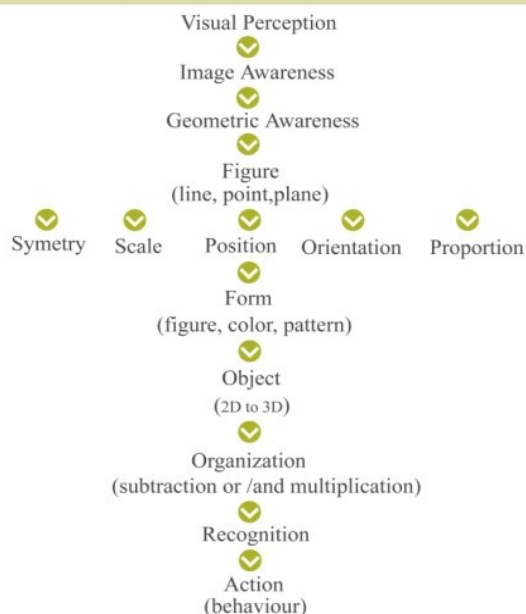 Visual Perception
Image Awareness
Geometric Awareness
Figure
(line, point,plane)
Symetry Scale Position Orientation Proportion
Form
(figure, color, pattern)
Object
(2D to 3D)
Organization
(subtraction or /and multiplication)
Recognition
Action
(behaviour)